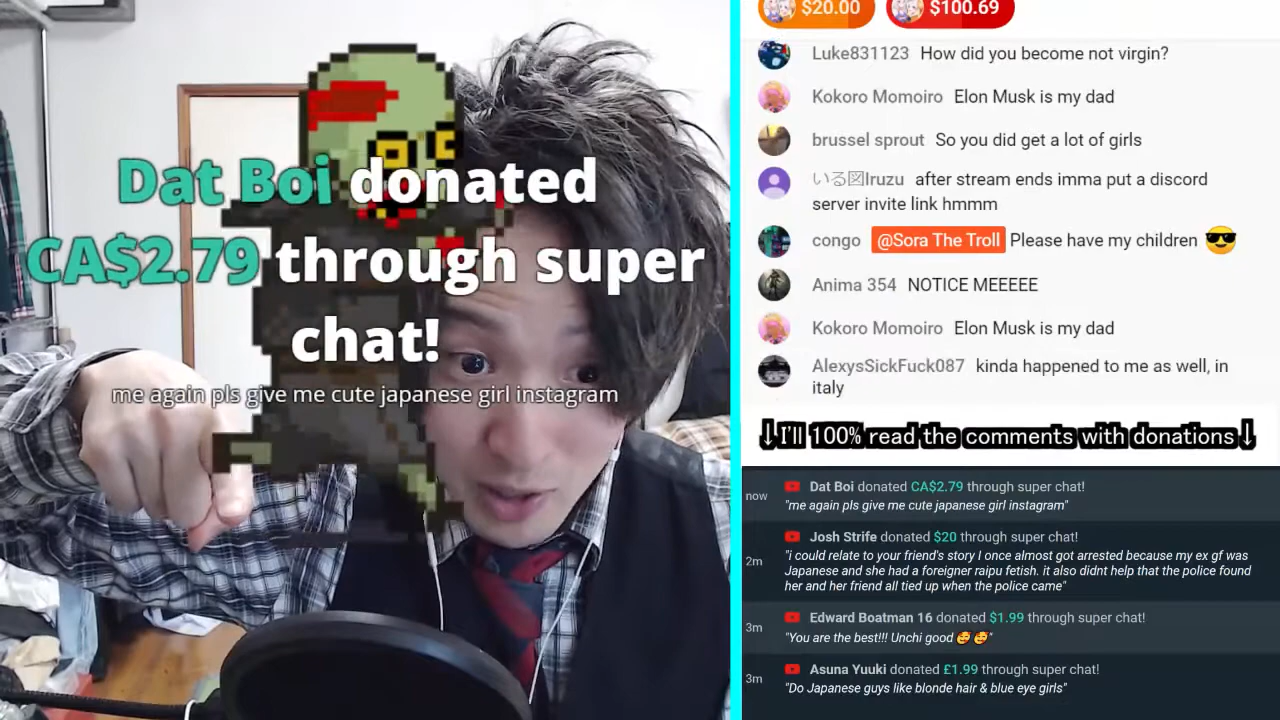 Dat Boi donated
CA$2.79 through super
chat!
me again pls give me cute japanese girl instagram
$20.00
$100.69
Luke831123 How did you become not virgin?
Kokoro Momoiro Elon Musk is my dad
brussel sprout So you did get a lot of girls
いる図Iruzu after stream ends imma put a discord
server invite link hmmm
congo @Sora The Troll Please have my children 😎
Anima 354 NOTICE MEEEEE
Kokoro Momoiro Elon Musk is my dad
AlexysSickFuck087 kinda happened to me as well, in
italy
↓I'll 100% read the comments with donations↓
now
Dat Boi donated CA$2.79 through super chat!
"me again pls give me cute japanese girl instagram"
2m
Josh Strife donated $20 through super chat!
"i could relate to your friend's story I once almost got arrested because my ex gf was
Japanese and she had a foreigner raipu fetish. it also didnt help that the police found
her and her friend all tied up when the police came"
3m
Edward Boatman 16 donated $1.99 through super chat!
"You are the best!!! Unchi good 🥰🥰"
3m
Asuna Yuuki donated £1.99 through super chat!
"Do Japanese guys like blonde hair & blue eye girls"